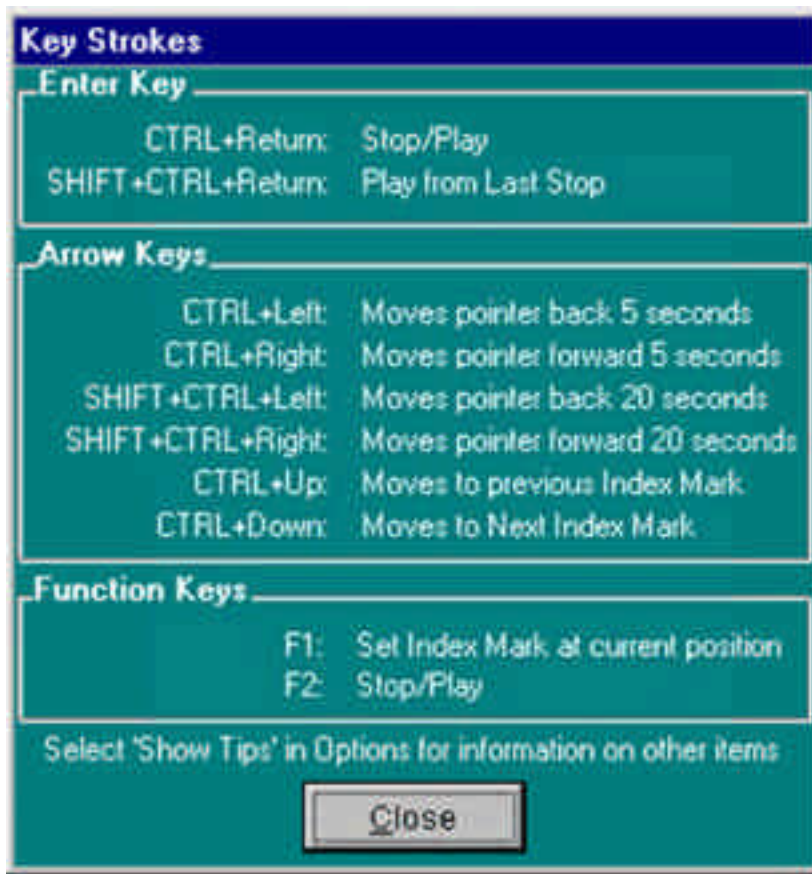 Key Strokes
Enter Key
CTRL+Return: Stop/Play
SHIFT+CTRL+Return: Play from Last Stop
Arrow Keys
CTRL+Left: Moves pointer back 5 seconds
CTRL+Right: Moves pointer forward 5 seconds
SHIFT+CTRL+Left: Moves pointer back 20 seconds
SHIFT+CTRL+Right: Moves pointer forward 20 seconds
CTRL+Up: Moves to previous Index Mark
CTRL+Down: Moves to Next Index Mark
Function Keys
F1: Set Index Mark at current position
F2: Stop/Play
Select 'Show Tips' in Options for information on other items
Close